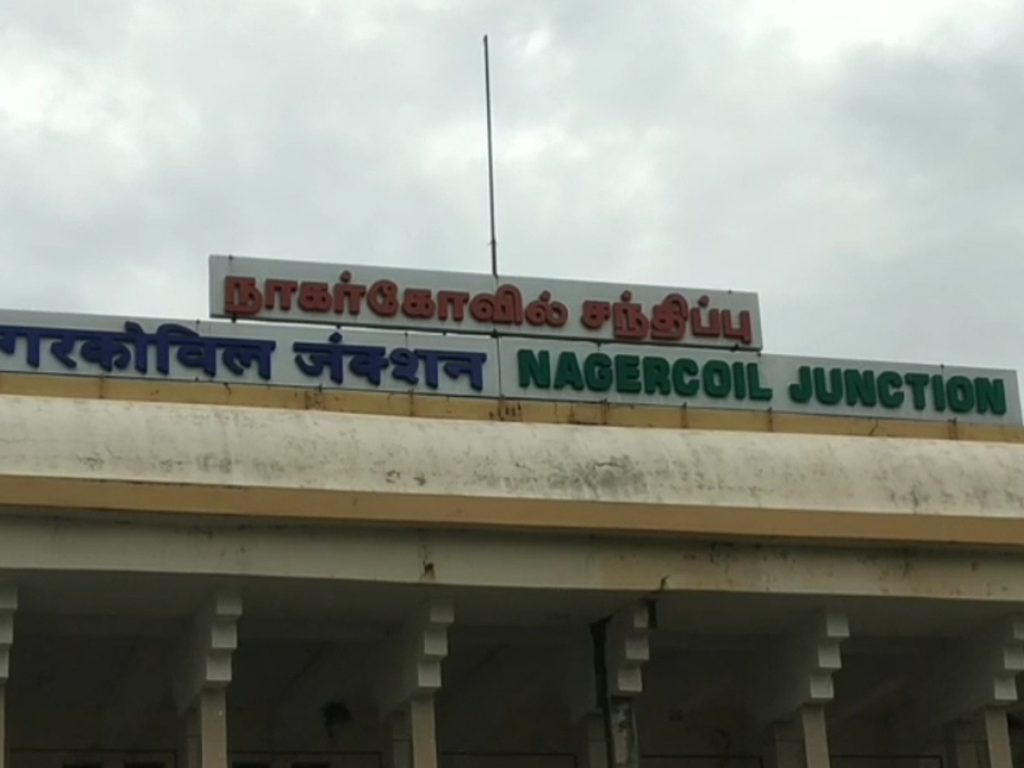 நாகர்கோவில் சந்திப்பு
गरकोविल जंक्शन NAGERCOIL JUNCTION